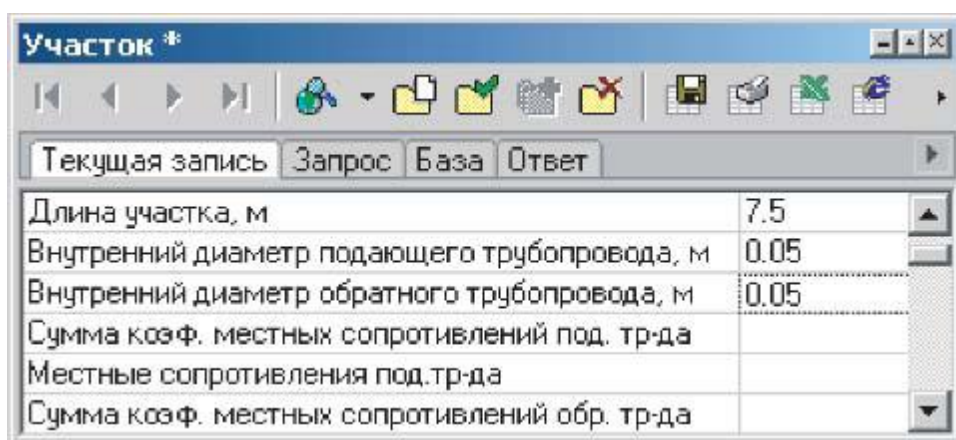 Участок *
Текущая запись Запрос База Ответ
Длина участка, м 7.5
Внутренний диаметр подающего трубопровода, м 0.05
Внутренний диаметр обратного трубопровода, м 0.05
Сумма коэф. местных сопротивлений под. тр-да
Местные сопротивления под.тр-да
Сумма коэф. местных сопротивлений обр. тр-да